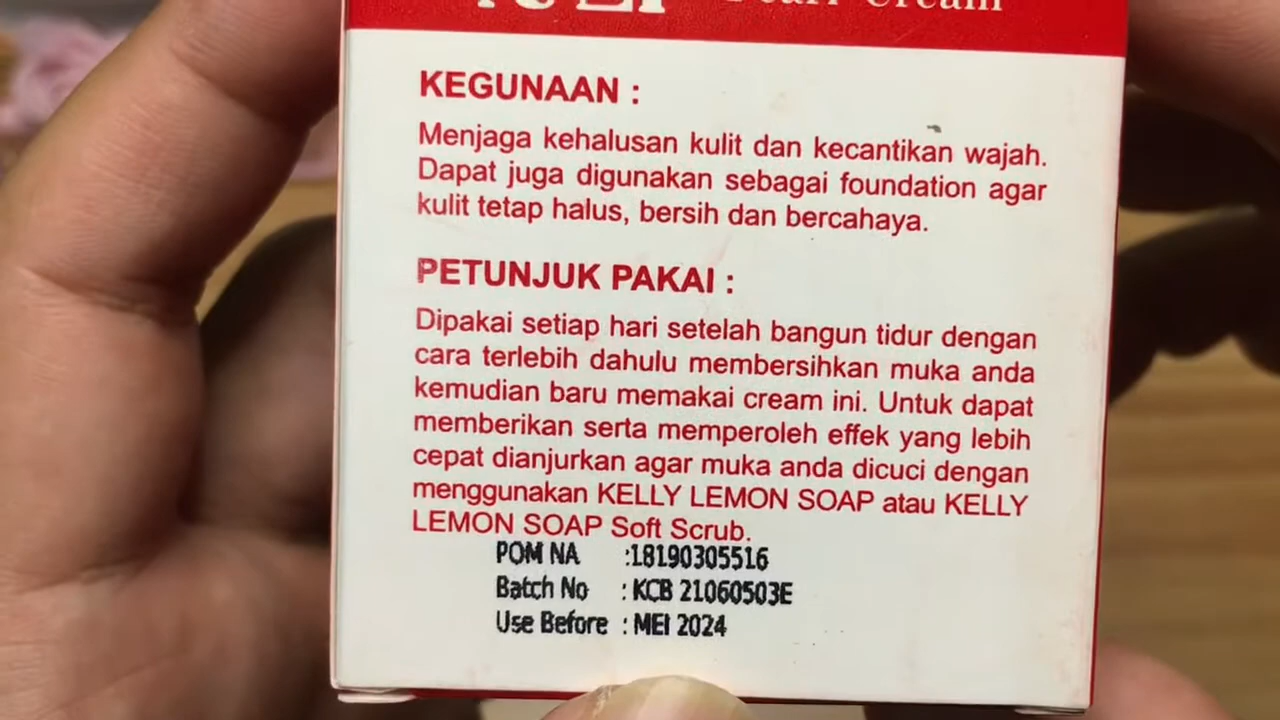 Pearl Cream
KEGUNAAN :
Menjaga kehalusan kulit dan kecantikan wajah.
Dapat juga digunakan sebagai foundation agar
kulit tetap halus, bersih dan bercahaya.
PETUNJUK PAKAI :
Dipakai setiap hari setelah bangun tidur dengan
cara terlebih dahulu membersihkan muka anda
kemudian baru memakai cream ini. Untuk dapat
memberikan serta memperoleh effek yang lebih
cepat dianjurkan agar muka anda dicuci dengan
menggunakan KELLY LEMON SOAP atau KELLY
LEMON SOAP Soft Scrub.
POM NA :18190305516
Batch No : KCB 21060503E
Use Before : MEI 2024